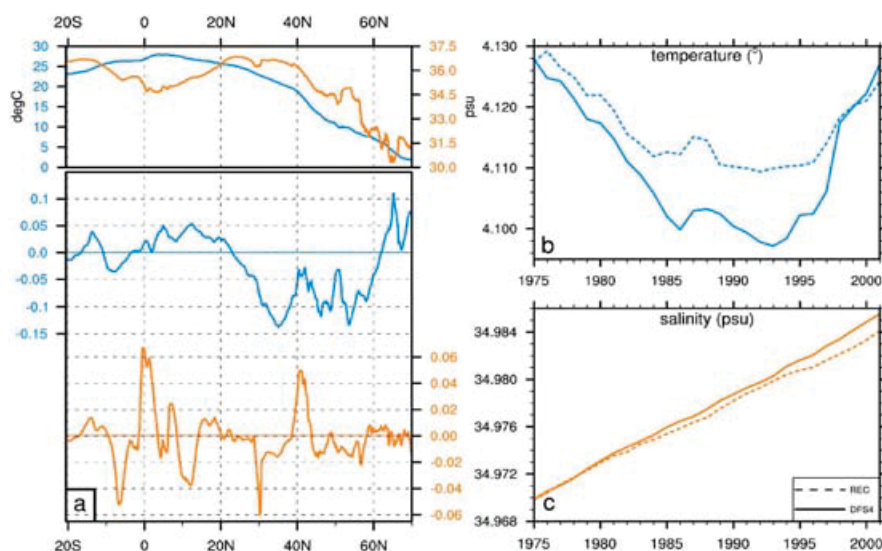 20S 0 20N 40N 60N
30
25
20
15
10
5
0
degC
37.5
36.0
34.5
33.0
31.5
30.0
0.1
0.05
0.0
-0.05
-0.1
-0.15
0.06
0.04
0.02
0.00
-0.02
-0.04
-0.06
a
20S 0 20N 40N 60N
psu
4.130
4.120
4.110
4.100
temperature (°)
b
1975 1980 1985 1990 1995 2000
34.984
34.980
34.976
34.972
34.968
salinity (psu)
c
REC
DFS4
1975 1980 1985 1990 1995 2000